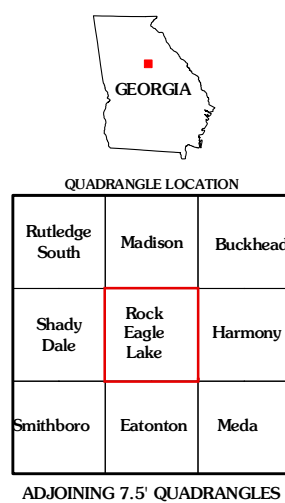 GEORGIA
QUADRANGLE LOCATION
Rutledge
South
Madison
Buckhead
Shady
Dale
Rock
Eagle
Lake
Harmony
Smithboro
Eatonton
Meda
ADJOINING 7.5' QUADRANGLES